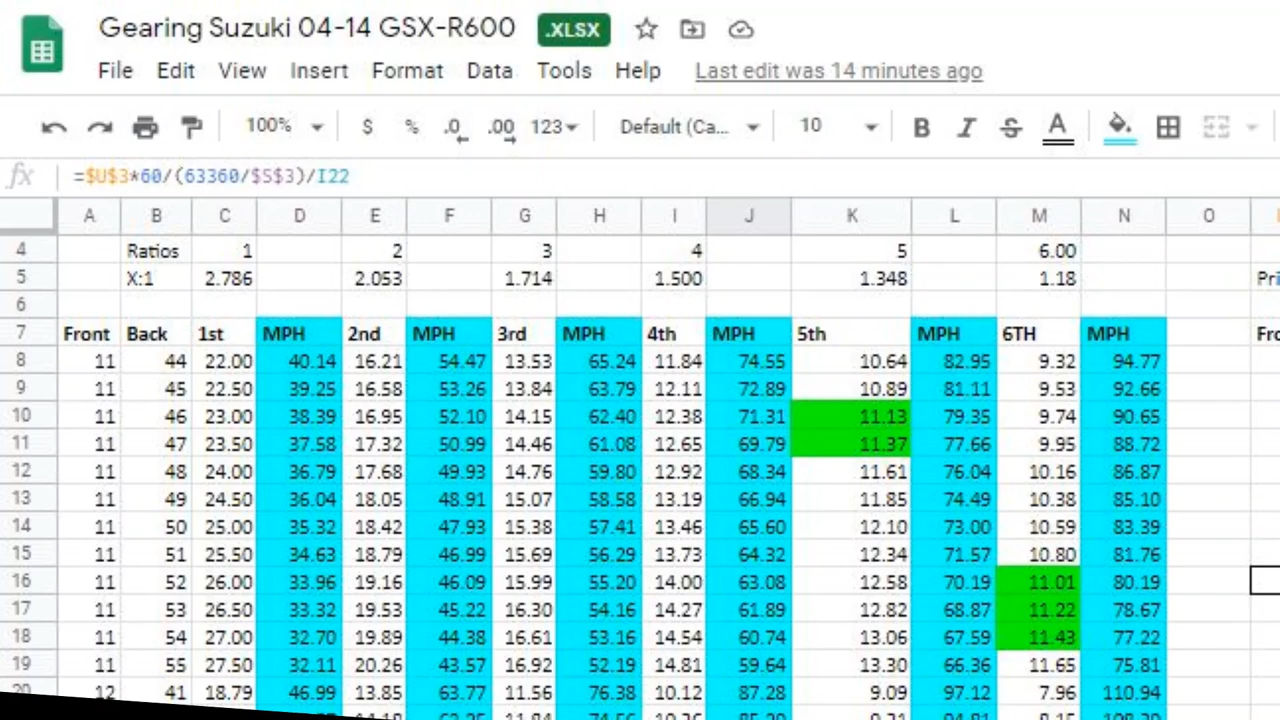 Gearing Suzuki 04-14 GSX-R600 .XLSX
File Edit View Insert Format Data Tools Help Last edit was 14 minutes ago
100% $ % .0 .00 123 Default (Ca... 10 B I S A
fx =$U$3*60/(63360/$S$3)/I22
A B C D E F G H I J K L M N O
4 Ratios 1 2 3 4 5 6.00
5 X:1 2.786 2.053 1.714 1.500 1.348 1.18 Pri
6
7 Front Back 1st MPH 2nd MPH 3rd MPH 4th MPH 5th MPH 6TH MPH Fro
8 11 44 22.00 40.14 16.21 54.47 13.53 65.24 11.84 74.55 10.64 82.95 9.32 94.77
9 11 45 22.50 39.25 16.58 53.26 13.84 63.79 12.11 72.89 10.89 81.11 9.53 92.66
10 11 46 23.00 38.39 16.95 52.10 14.15 62.40 12.38 71.31 11.13 79.35 9.74 90.65
11 11 47 23.50 37.58 17.32 50.99 14.46 61.08 12.65 69.79 11.37 77.66 9.95 88.72
12 11 48 24.00 36.79 17.68 49.93 14.76 59.80 12.92 68.34 11.61 76.04 10.16 86.87
13 11 49 24.50 36.04 18.05 48.91 15.07 58.58 13.19 66.94 11.85 74.49 10.38 85.10
14 11 50 25.00 35.32 18.42 47.93 15.38 57.41 13.46 65.60 12.10 73.00 10.59 83.39
15 11 51 25.50 34.63 18.79 46.99 15.69 56.29 13.73 64.32 12.34 71.57 10.80 81.76
16 11 52 26.00 33.96 19.16 46.09 15.99 55.20 14.00 63.08 12.58 70.19 11.01 80.19
17 11 53 26.50 33.32 19.53 45.22 16.30 54.16 14.27 61.89 12.82 68.87 11.22 78.67
18 11 54 27.00 32.70 19.89 44.38 16.61 53.16 14.54 60.74 13.06 67.59 11.43 77.22
19 11 55 27.50 32.11 20.26 43.57 16.92 52.19 14.81 59.64 13.30 66.36 11.65 75.81
20 12 41 18.79 46.99 13.85 63.77 11.56 76.38 10.12 87.28 9.09 97.12 7.96 110.94